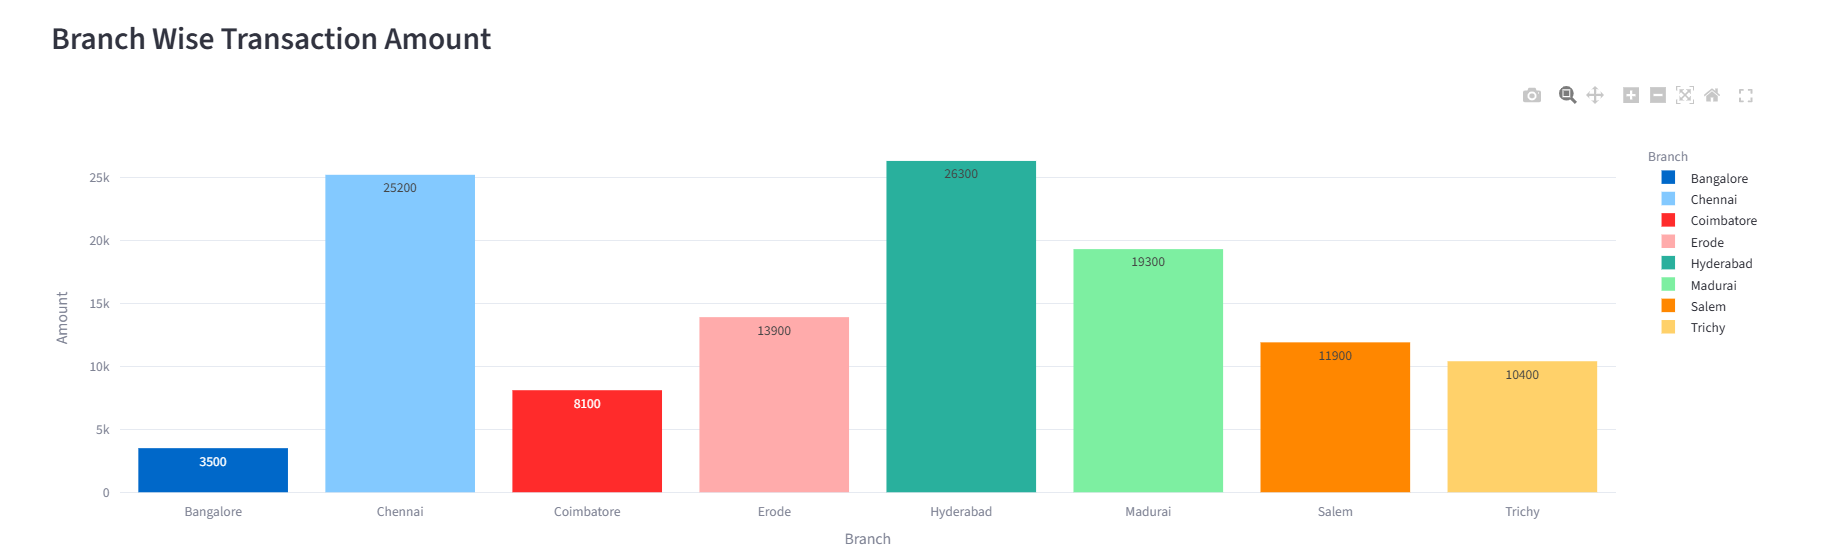 Branch Wise Transaction Amount
Branch
Bangalore
Chennai
Coimbatore
Erode
Hyderabad
Madurai
Salem
Trichy
Amount
25k
20k
15k
10k
5k
0
3500
25200
8100
13900
26300
19300
11900
10400
Bangalore Chennai Coimbatore Erode Hyderabad Madurai Salem Trichy
Branch